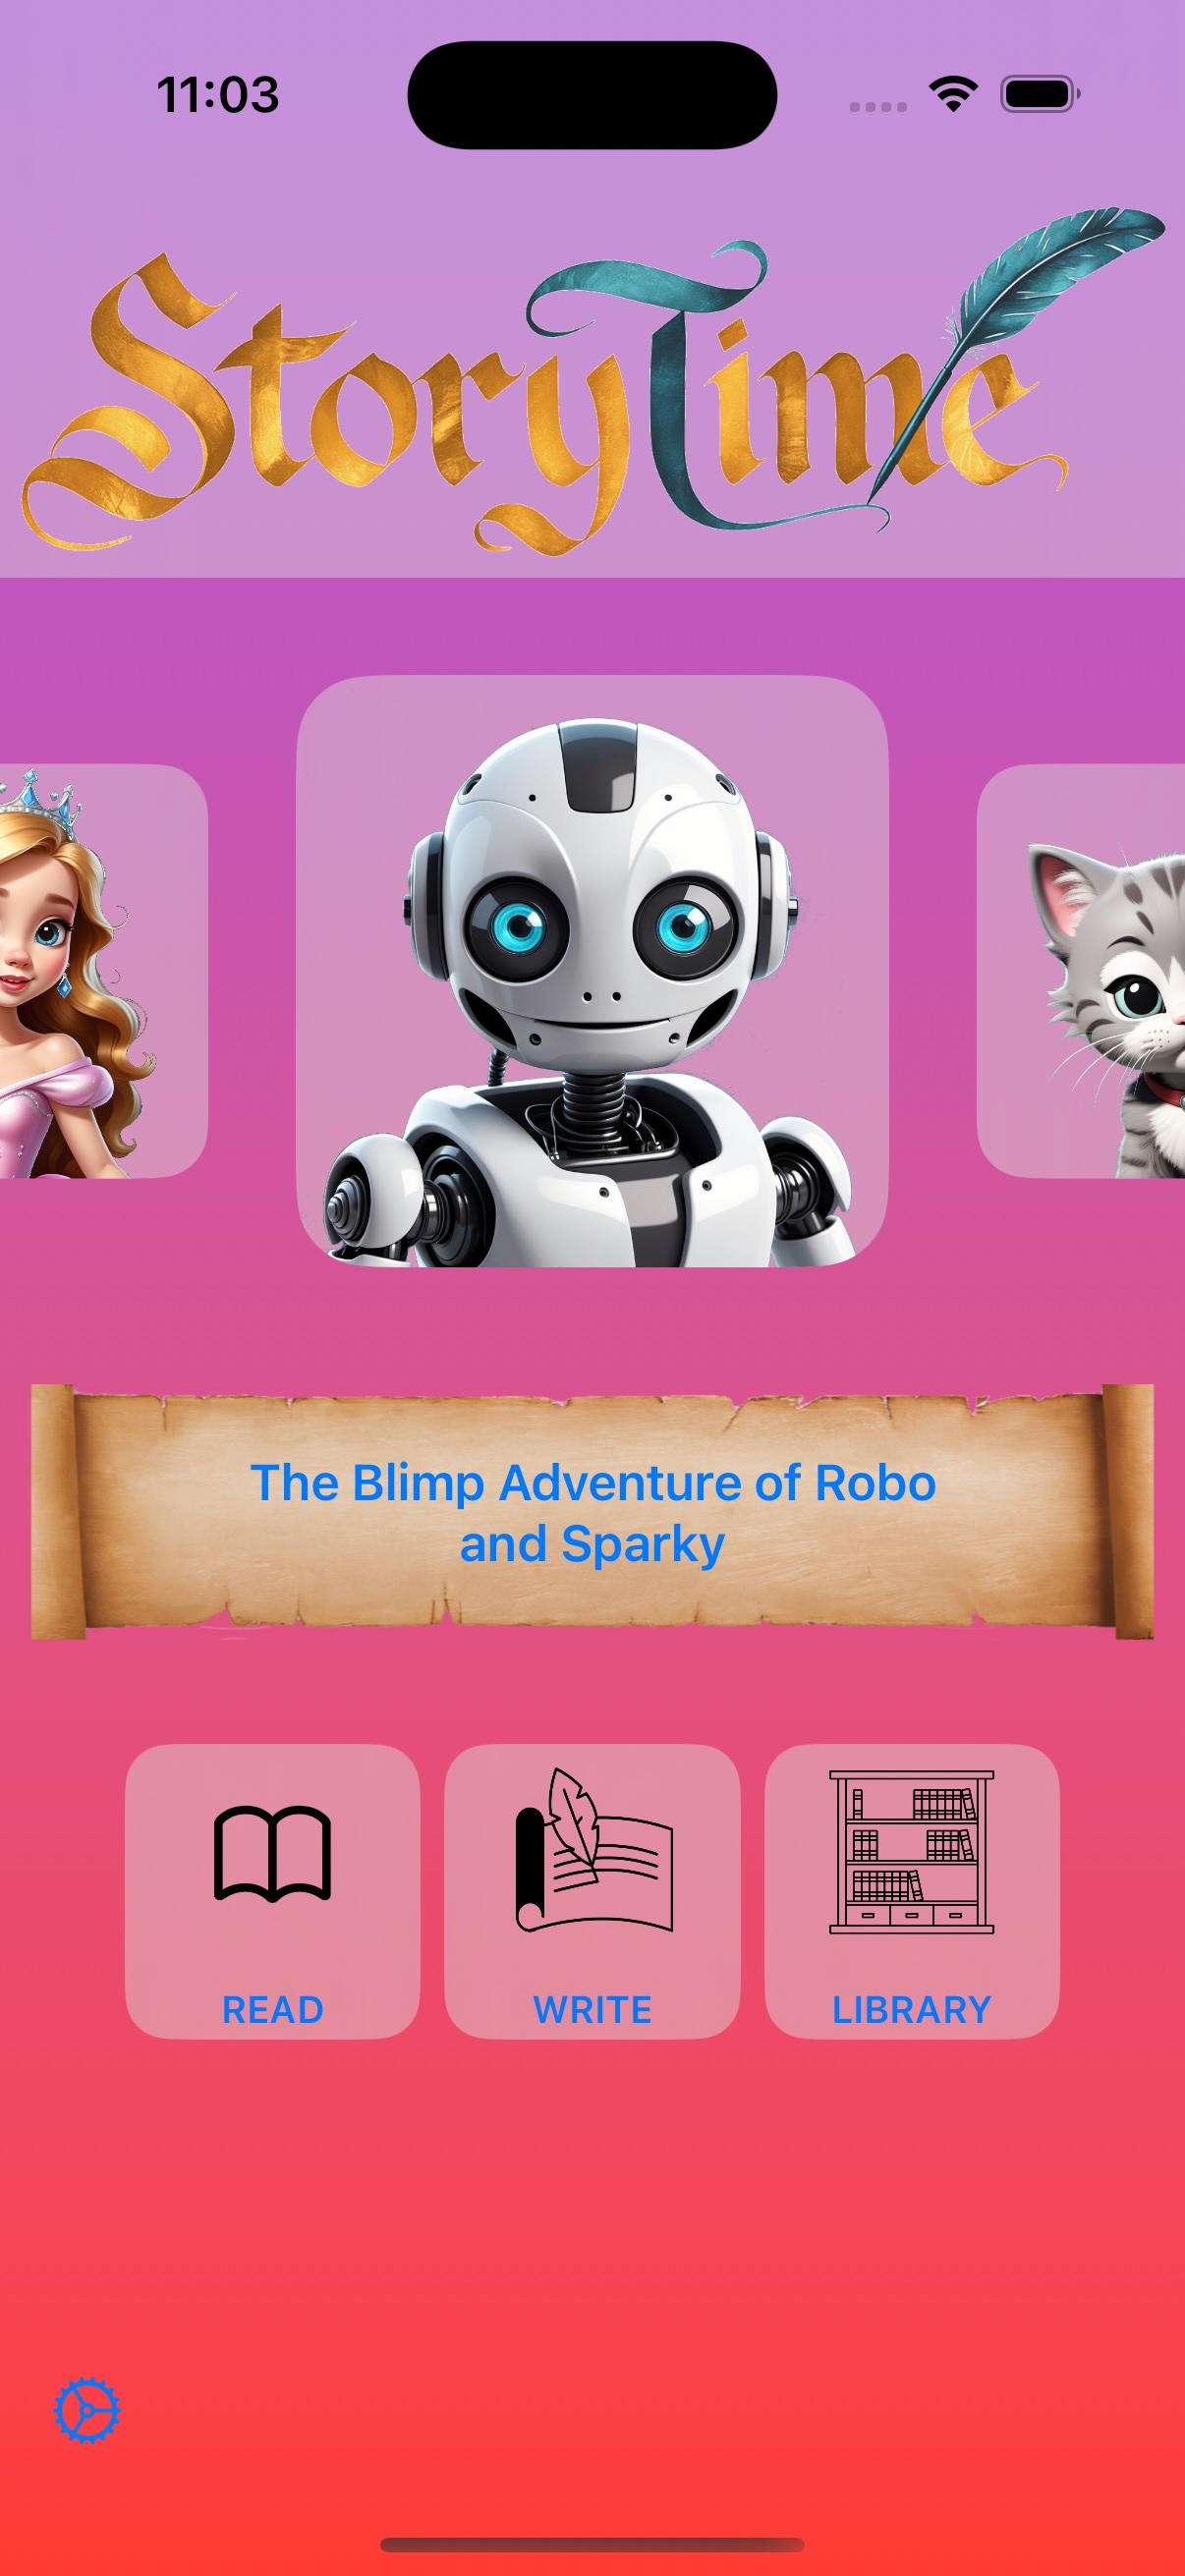 11:03
StoryTime
The Blimp Adventure of Robo
and Sparky
READ
WRITE
LIBRARY